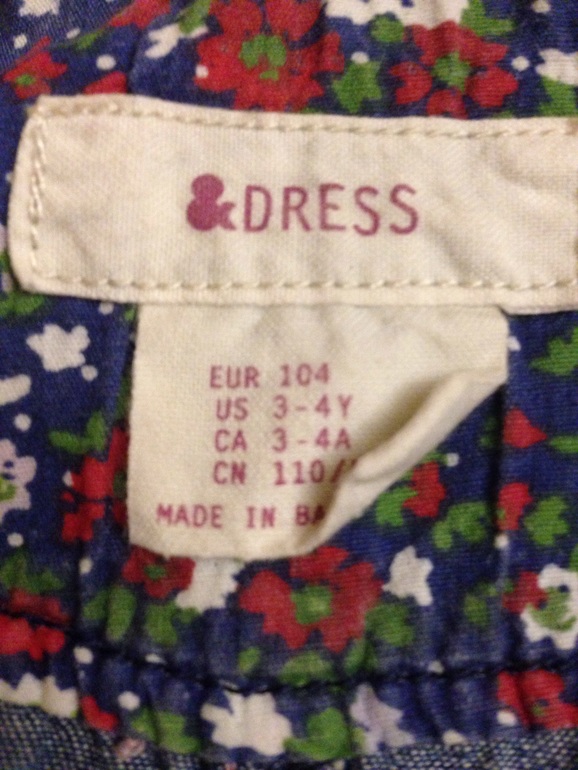 &DRESS
EUR 104
US 3-4Y
CA 3-4A
CN 110/
MADE IN